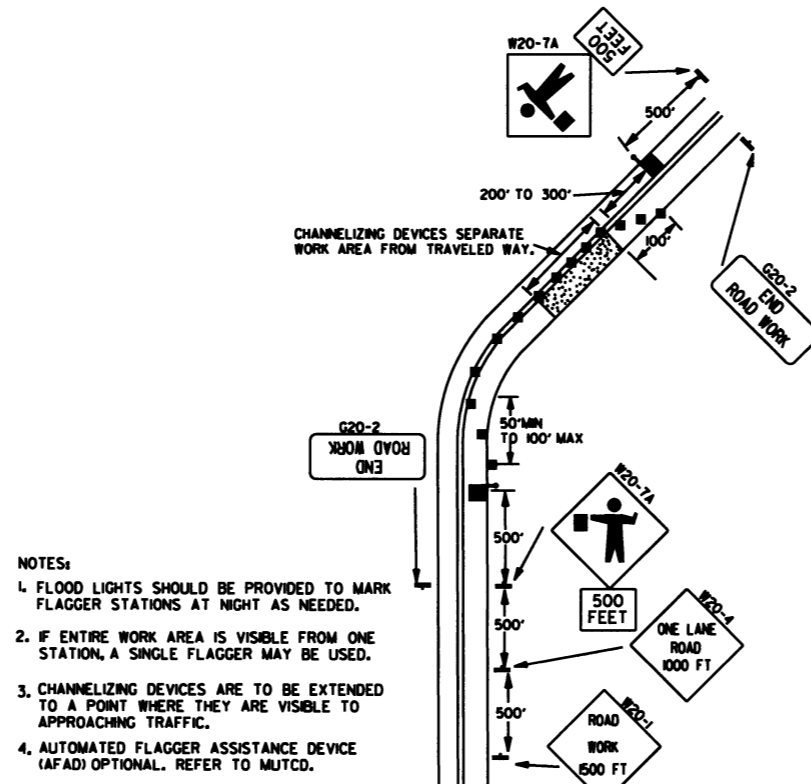 W20-7A
500
FEET
500'
200' TO 300'
CHANNELIZING DEVICES SEPARATE
WORK AREA FROM TRAVELED WAY.
100'
G20-2
END
ROAD WORK
50'MIN
TO 100' MAX
G20-2
END
ROAD WORK
W20-7A
500'
500
FEET
500'
W20-4
ONE LANE
ROAD
1000 FT
500'
W20-1
ROAD
WORK
1500 FT
NOTES:
1. FLOOD LIGHTS SHOULD BE PROVIDED TO MARK
FLAGGER STATIONS AT NIGHT AS NEEDED.
2. IF ENTIRE WORK AREA IS VISIBLE FROM ONE
STATION, A SINGLE FLAGGER MAY BE USED.
3. CHANNELIZING DEVICES ARE TO BE EXTENDED
TO A POINT WHERE THEY ARE VISIBLE TO
APPROACHING TRAFFIC.
4. AUTOMATED FLAGGER ASSISTANCE DEVICE
(AFAD) OPTIONAL. REFER TO MUTCD.